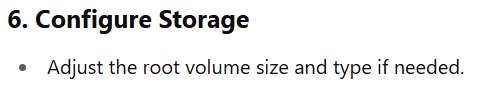 6. Configure Storage
• Adjust the root volume size and type if needed.